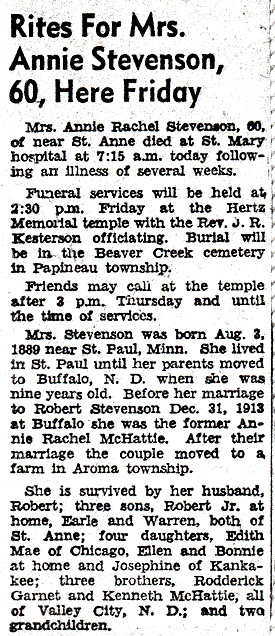 Rites For Mrs.
Annie Stevenson,
60, Here Friday
Mrs. Annie Rachel Stevenson, 60,
of near St. Anne died at St. Mary
hospital at 7:15 a.m. today follow-
ing an illness of several weeks.
Funeral services will be held at
2:30 p.m. Friday at the Hertz
Memorial temple with the Rev. J. R.
Kesterson officiating. Burial will
be in the Beaver Creek cemetery
in Papineau township.
Friends may call at the temple
after 3 p.m. Thursday and until
the time of services.
Mrs. Stevenson was born Aug. 3,
1889 near St. Paul, Minn. She lived
in St. Paul until her parents moved
to Buffalo, N. D. when she was
nine years old. Before her marriage
to Robert Stevenson Dec. 31, 1913
at Buffalo she was the former An-
nie Rachel McHattie. After their
marriage the couple moved to a
farm in Aroma township.
She is survived by her husband,
Robert; three sons, Robert Jr. at
home, Earle and Warren, both of
St. Anne; four daughters, Edith
Mae of Chicago, Ellen and Bonnie
at home and Josephine of Kanka-
kee; three brothers, Rodderick
Garnet and Kenneth McHattie, all
of Valley City, N. D.; and two
grandchildren.